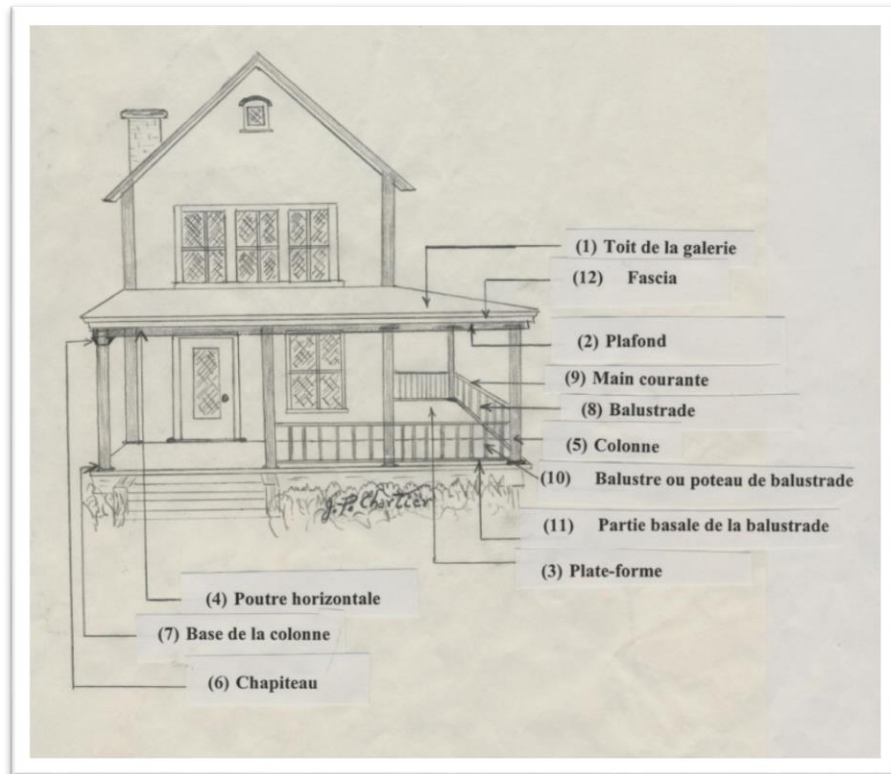 (1) Toit de la galerie
(12) Fascia
(2) Plafond
(9) Main courante
(8) Balustrade
(5) Colonne
(10) Balustre ou poteau de balustrade
(11) Partie basale de la balustrade
J.P. Chartier
(3) Plate-forme
(4) Poutre horizontale
(7) Base de la colonne
(6) Chapiteau